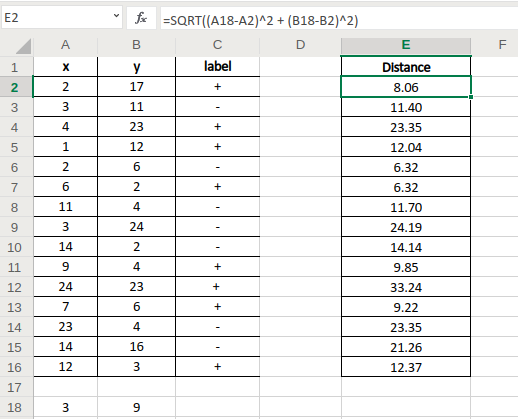 E2 fx =SQRT((A18-A2)^2 + (B18-B2)^2)
A B C D E F
1 x y label Distance
2 2 17 + 8.06
3 3 11 - 11.40
4 4 23 + 23.35
5 1 12 + 12.04
6 2 6 - 6.32
7 6 2 + 6.32
8 11 4 - 11.70
9 3 24 - 24.19
10 14 2 - 14.14
11 9 4 + 9.85
12 24 23 + 33.24
13 7 6 + 9.22
14 23 4 - 23.35
15 14 16 - 21.26
16 12 3 + 12.37
17
18 3 9